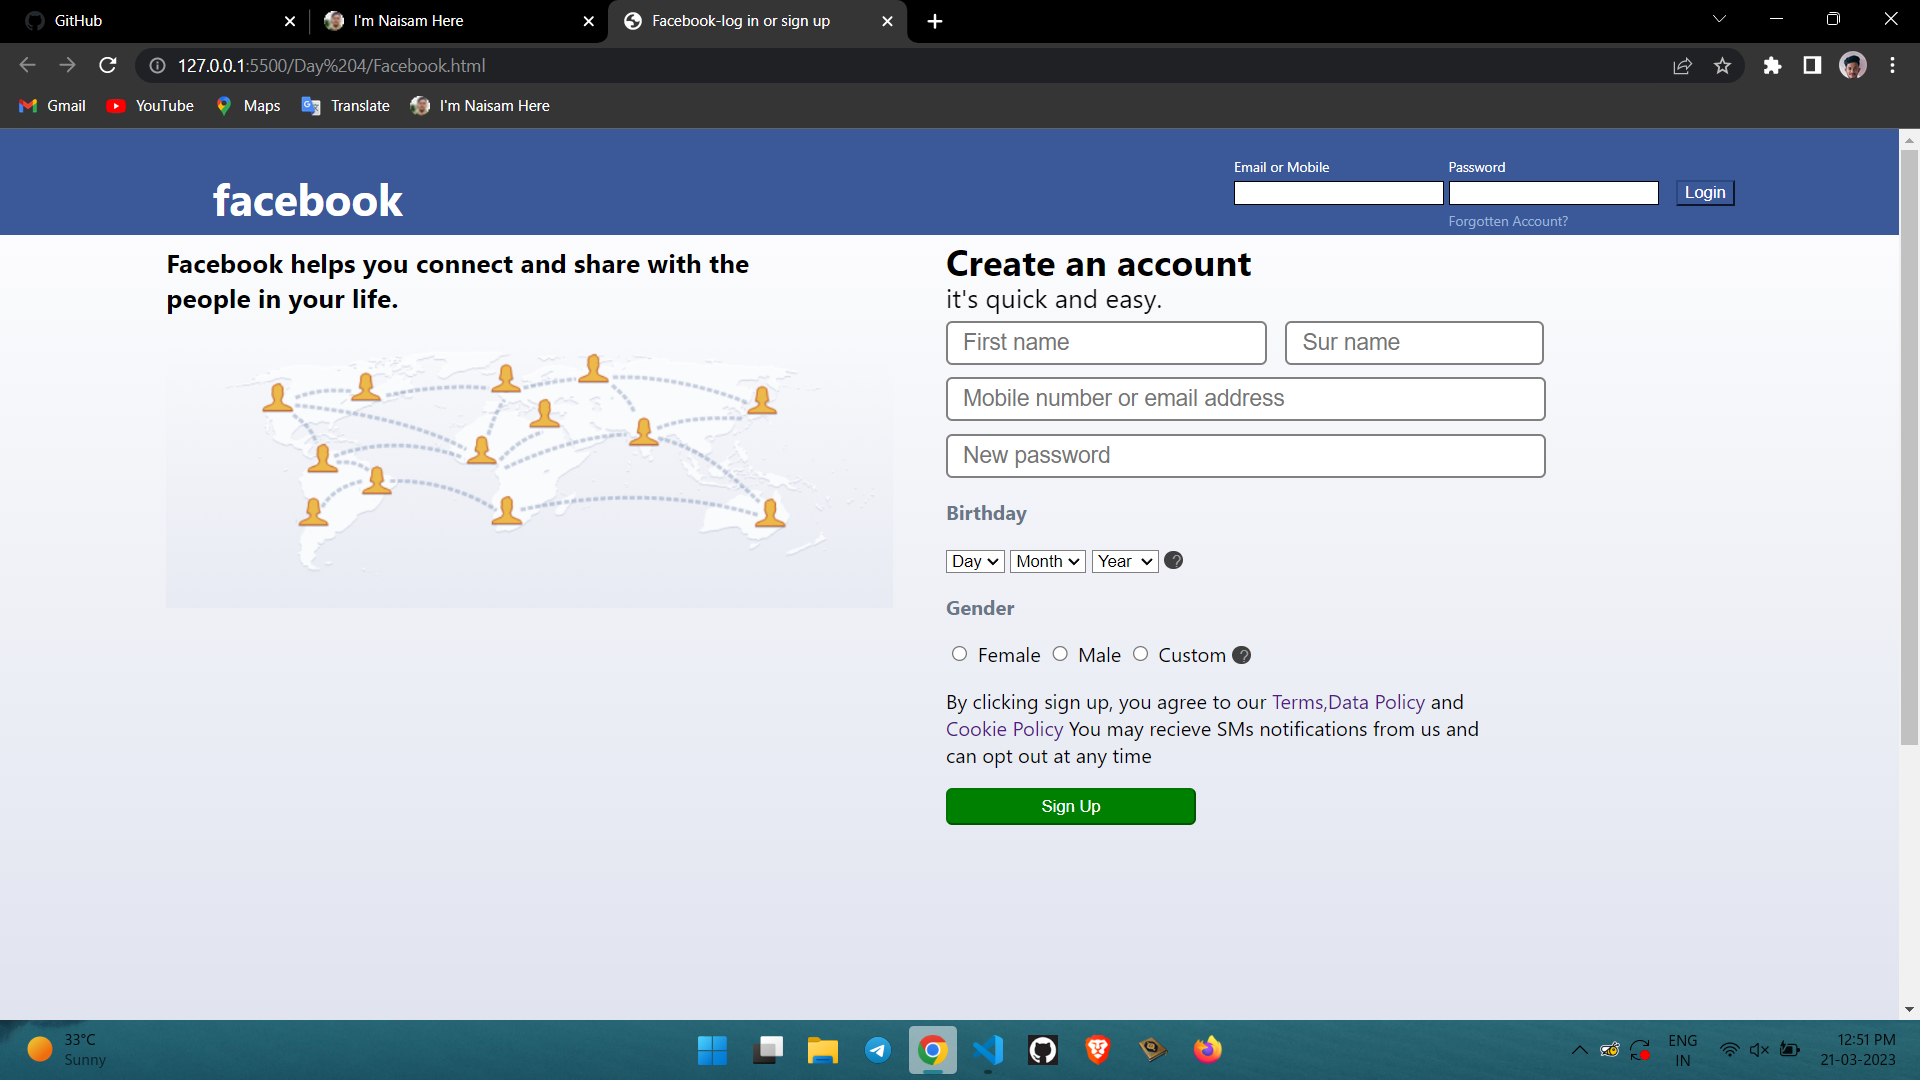 GitHub
I'm Naisam Here
Facebook-log in or sign up
127.0.0.1:5500/Day%204/Facebook.html
Gmail
YouTube
Maps
Translate
I'm Naisam Here
facebook
Email or Mobile
Password
Login
Forgotten Account?
Facebook helps you connect and share with the
people in your life.
Create an account
it's quick and easy.
First name
Sur name
Mobile number or email address
New password
Birthday
Day
Month
Year
?
Gender
Female
Male
Custom
?
By clicking sign up, you agree to our Terms,Data Policy and
Cookie Policy You may recieve SMs notifications from us and
can opt out at any time
Sign Up
33°C
Sunny
ENG
IN
12:51 PM
21-03-2023